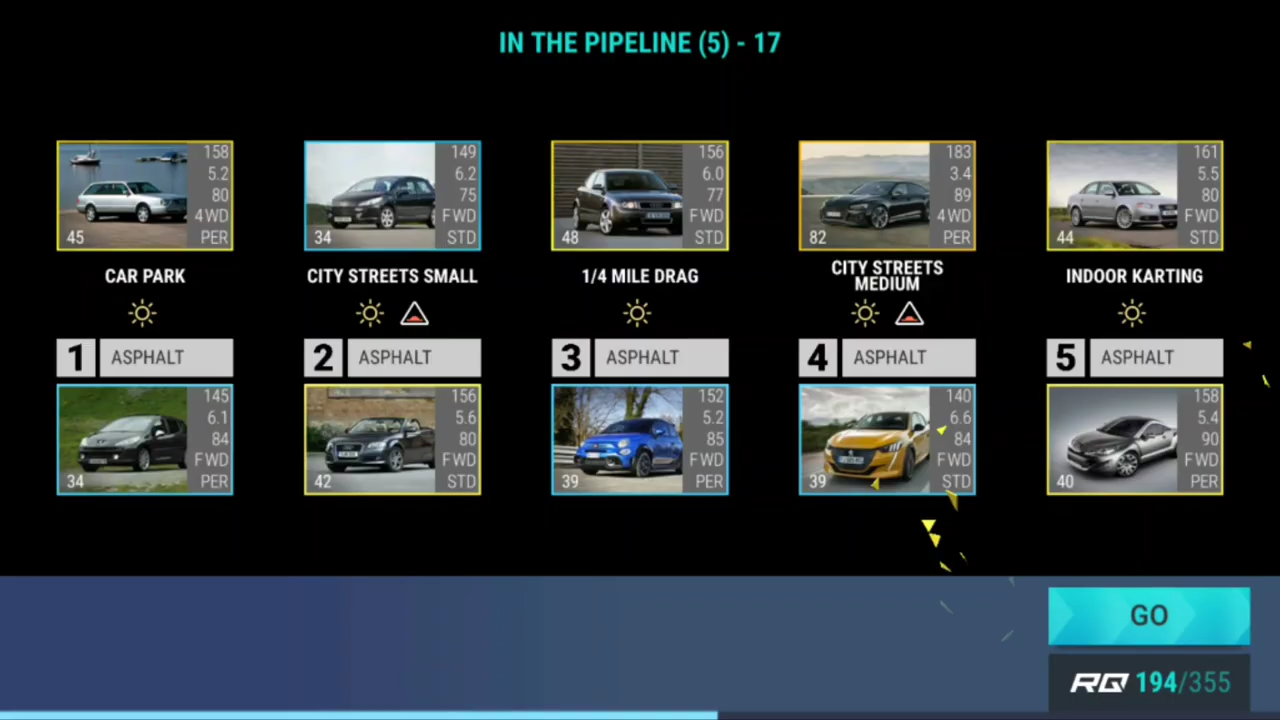 IN THE PIPELINE (5) - 17
158
5.2
80
4WD
45 PER
149
6.2
75
FWD
34 STD
156
6.0
77
FWD
48 STD
183
3.4
89
4WD
82 PER
161
5.5
80
FWD
44 STD
CAR PARK
CITY STREETS SMALL
1/4 MILE DRAG
CITY STREETS
MEDIUM
INDOOR KARTING
1 ASPHALT
2 ASPHALT
3 ASPHALT
4 ASPHALT
5 ASPHALT
145
6.1
84
FWD
34 PER
156
5.6
80
FWD
42 STD
152
5.2
85
FWD
39 PER
140
6.6
84
FWD
39 STD
158
5.4
90
FWD
40 PER
GO
RQ 194/355